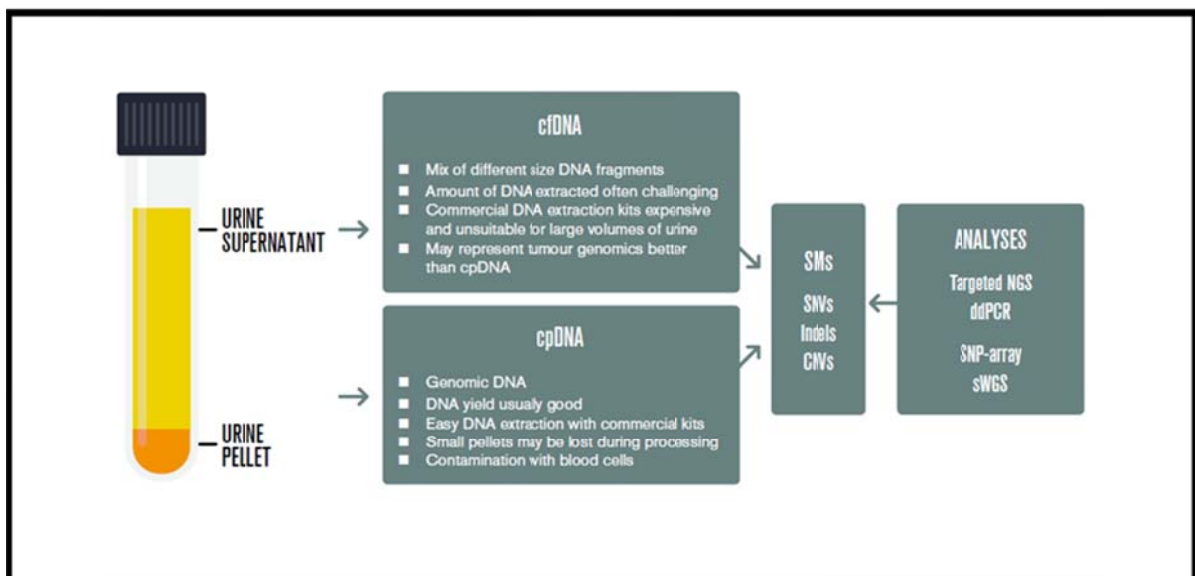 URINE
SUPERNATANT
URINE
PELLET
cfDNA
Mix of different size DNA fragments
Amount of DNA extracted often challenging
Commercial DNA extraction kits expensive
and unsuitable for large volumes of urine
May represent tumour genomics better
than cpDNA
cpDNA
Genomic DNA
DNA yield usualy good
Easy DNA extraction with commercial kits
Small pellets may be lost during processing
Contamination with blood cells
SMs
SNVs
Indels
CNVs
ANALYSES
Targeted NGS
ddPCR
SNP-array
sWGS